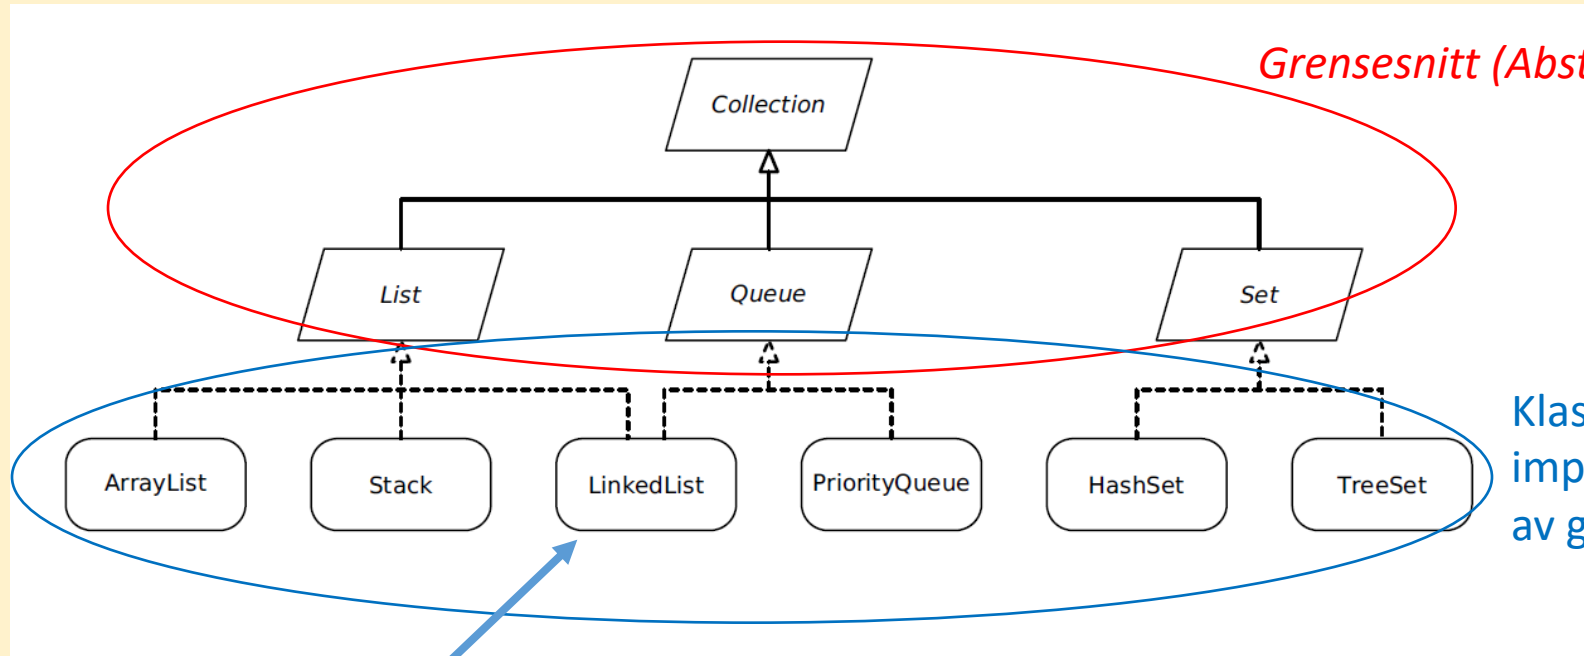 Grensesnitt (Abst
Collection
List
Queue
Set
Klas
imp
av g
ArrayList
Stack
LinkedList
PriorityQueue
HashSet
TreeSet